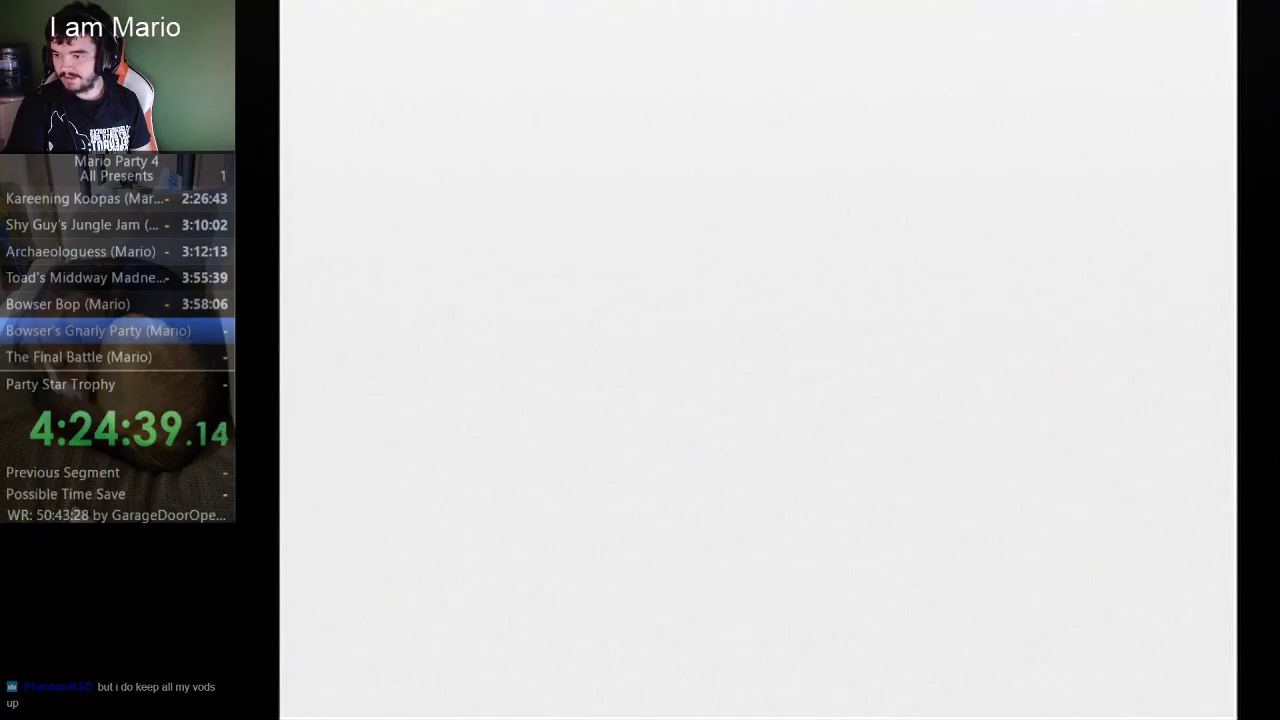 I am Mario
Mario Party 4
All Presents 1
Kareening Koopas (Mar...- 2:26:43
Shy Guy's Jungle Jam (... - 3:10:02
Archaeologuess (Mario) - 3:12:13
Toad's Middway Madne...- 3:55:39
Bowser Bop (Mario) - 3:58:06
Bowser's Gnarly Party (Mario) -
The Final Battle (Mario) -
Party Star Trophy -
4:24:39.14
Previous Segment -
Possible Time Save -
WR: 50:43:28 by GarageDoorOpe...
PhantomKSD but i do keep all my vods
up